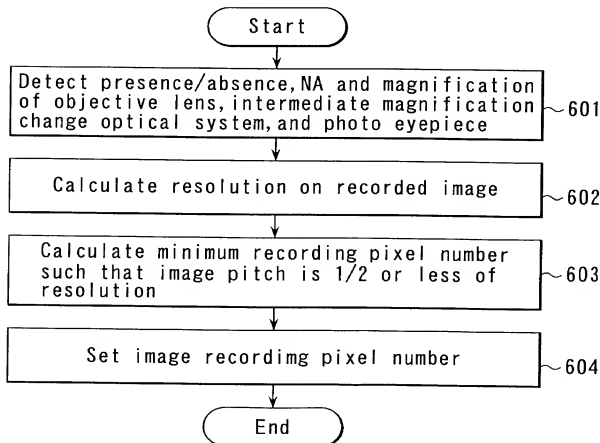 Start
Detect presence/absence, NA and magnification
of objective lens, intermediate magnification
change optical system, and photo eyepiece
601
Calculate resolution on recorded image
602
Calculate minimum recording pixel number
such that image pitch is 1/2 or less of
resolution
603
Set image recordimg pixel number
604
End